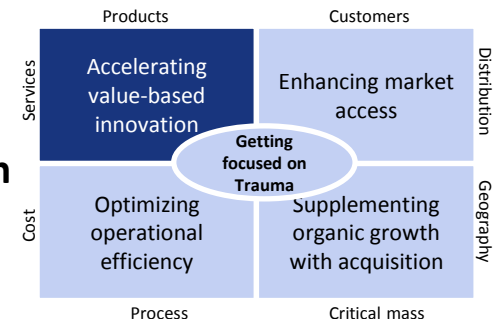 Products
Customers
Services
Accelerating
value-based
innovation
Enhancing market
access
Distribution
Getting
focused on
Trauma
n
Cost
Optimizing
operational
efficiency
Supplementing
organic growth
with acquisition
Geography
Process
Critical mass